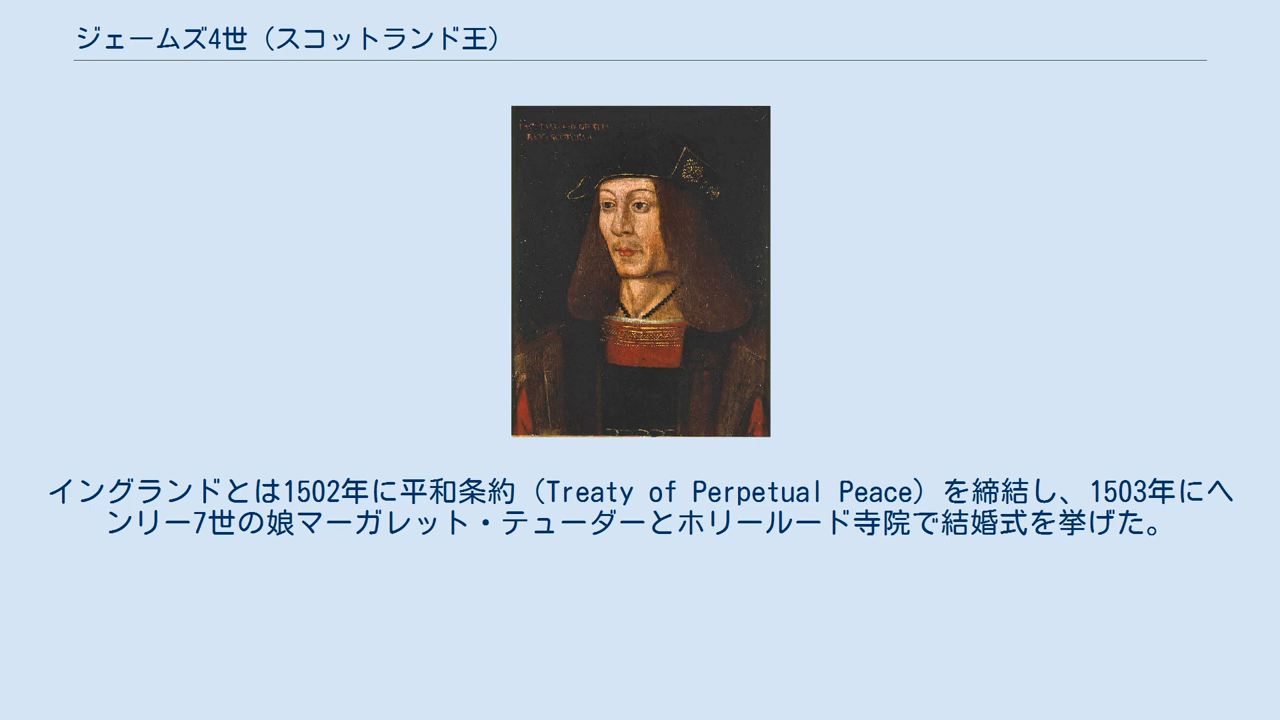 ジェームズ4世（スコットランド王）
イングランドとは1502年に平和条約（Treaty of Perpetual Peace）を締結し、1503年にヘ
ンリー7世の娘マーガレット・テューダーとホリールード寺院で結婚式を挙げた。